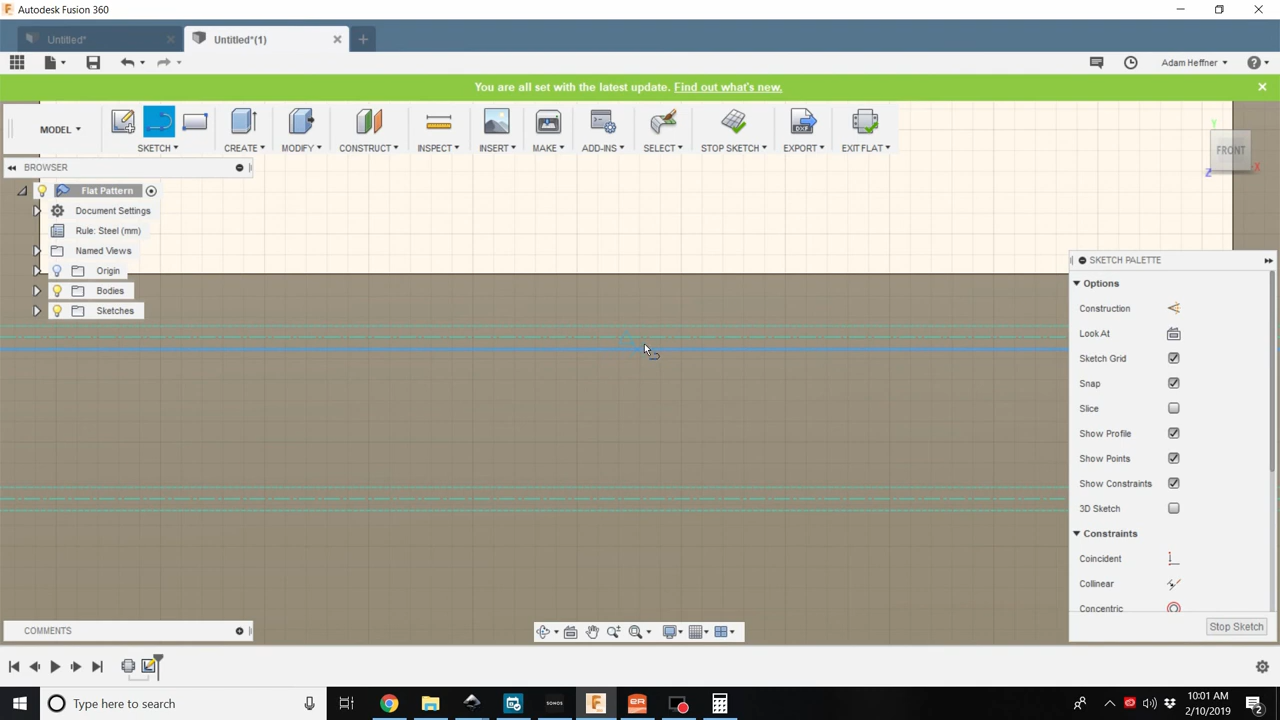 Autodesk Fusion 360
Untitled*
Untitled*(1)
Adam Heffner
You are all set with the latest update. Find out what's new.
MODEL
SKETCH
CREATE
MODIFY
CONSTRUCT
INSPECT
INSERT
MAKE
ADD-INS
SELECT
STOP SKETCH
DXF
EXPORT
EXIT FLAT
Y
FRONT
X
Z
BROWSER
Flat Pattern
Document Settings
Rule: Steel (mm)
Named Views
Origin
Bodies
Sketches
SKETCH PALETTE
Options
Construction
Look At
Sketch Grid
Snap
Slice
Show Profile
Show Points
Show Constraints
3D Sketch
Constraints
Coincident
Collinear
Concentric
Stop Sketch
COMMENTS
Type here to search
SONOS
eR
10:01 AM
2/10/2019
2